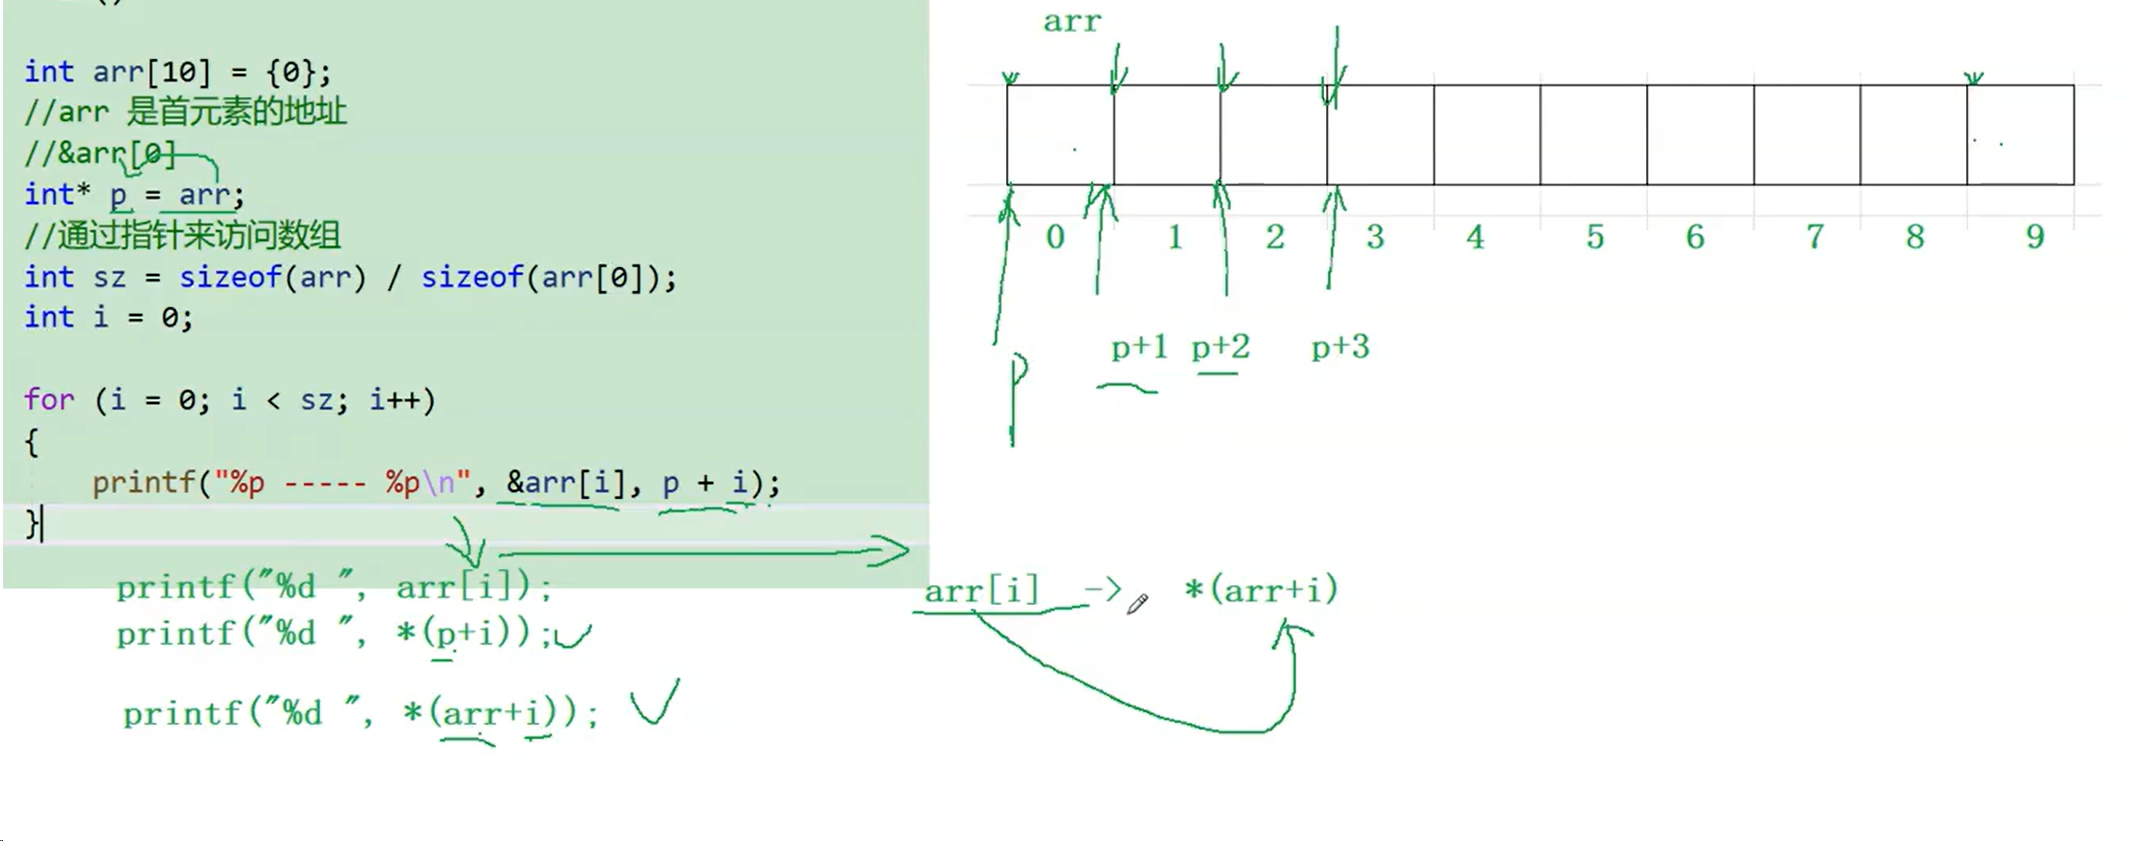 int arr[10] = {0};
//arr 是首元素的地址
//&arr[0]
int* p = arr;
//通过指针来访问数组
int sz = sizeof(arr) / sizeof(arr[0]);
int i = 0;
for (i = 0; i < sz; i++)
{
printf("%p ----- %p\n", &arr[i], p + i);
}
printf("%d ", arr[i]);
printf("%d ", *(p+i));
printf("%d ", *(arr+i));
arr
0 1 2 3 4 5 6 7 8 9
p+1 p+2 p+3
p
arr[i] -> *(arr+i)